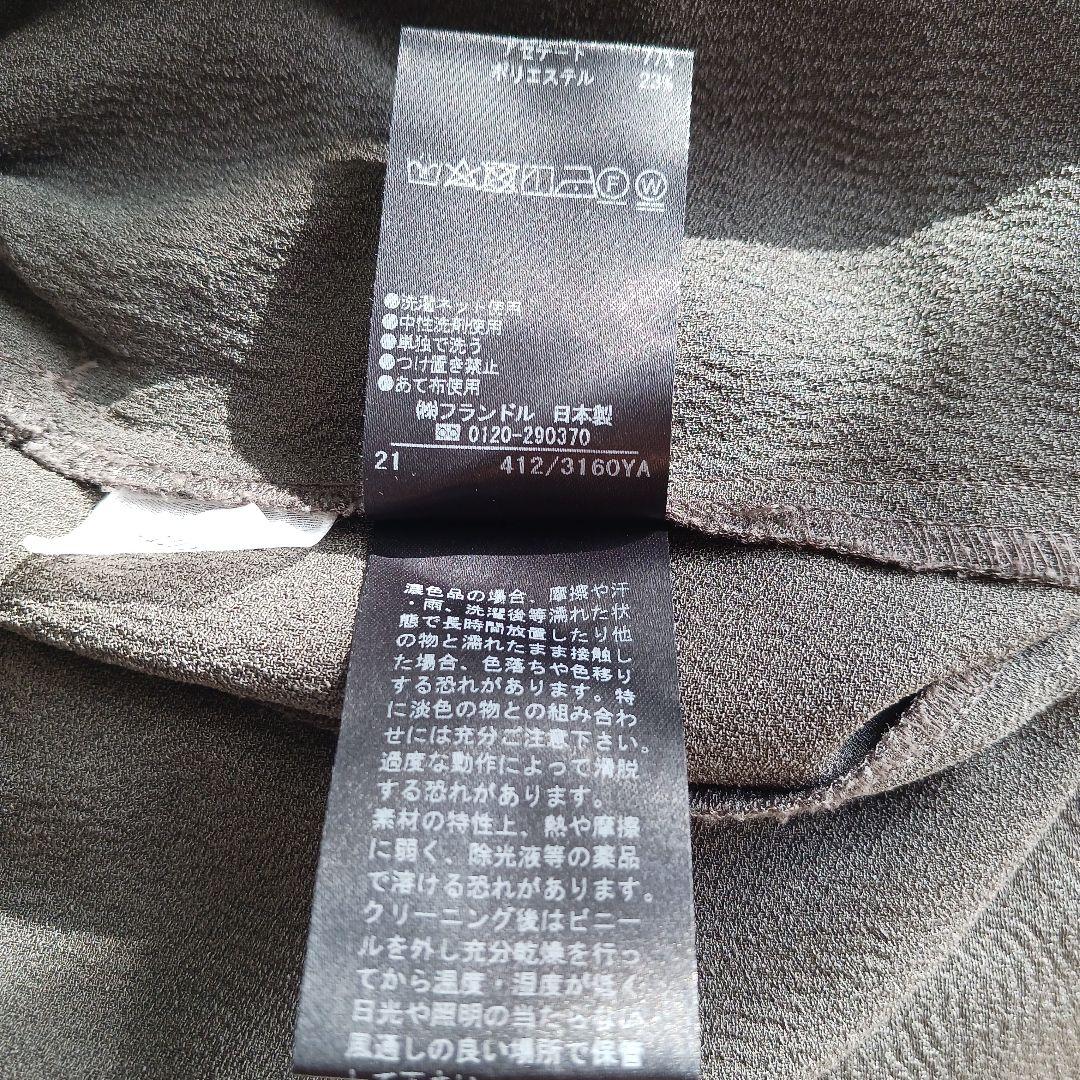 アセテート 77%
ポリエステル 23%
F W
●洗濯ネット使用
●中性洗剤使用
●単独で洗う
●つけ置き禁止
●あて布使用
㈱フランドル 日本製
0120-290370
21 412/3160YA
濃色品の場合、摩擦や汗
・雨、洗濯後等濡れた状
態で長時間放置したり他
の物と濡れたまま接触し
た場合、色落ちや色移り
する恐れがあります。特
に淡色の物との組み合わ
せには充分ご注意下さい。
過度な動作によって滑脱
する恐れがあります。
素材の特性上、熱や摩擦
に弱く、除光液等の薬品
で溶ける恐れがあります。
クリーニング後はビニー
ルを外し充分乾燥を行っ
てから温度・湿度が低く
日光や照明の当たらない
風通しの良い場所で保管
して下さい